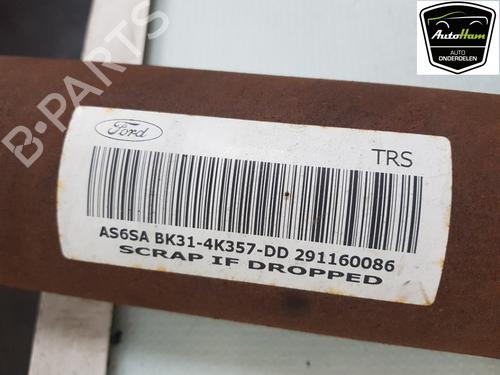 AutoHam
AUTO
ONDERDELEN
B-PARTS
Ford
TRS
AS6SA BK31-4K357-DD 291160086
SCRAP IF DROPPED